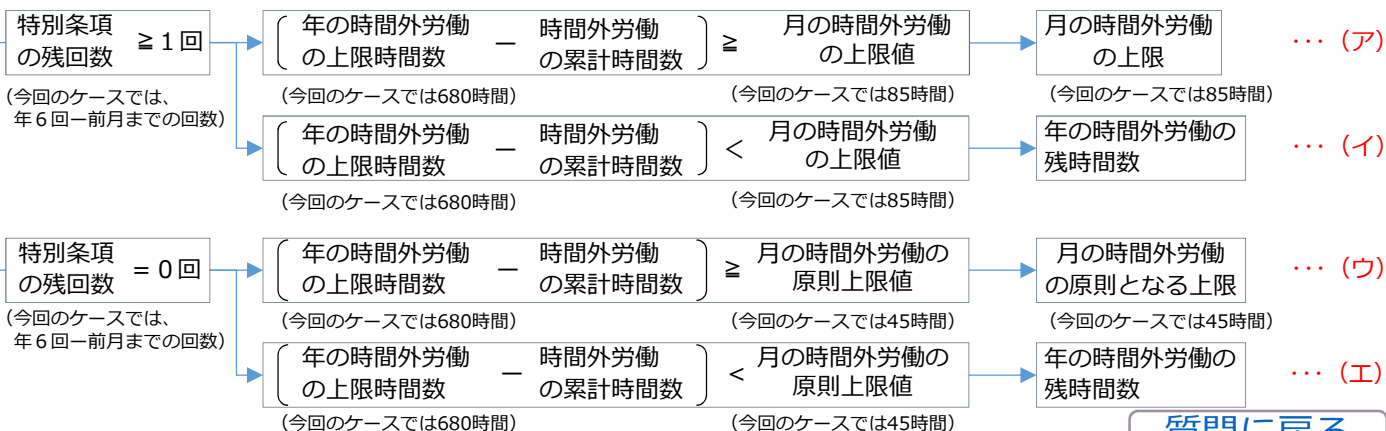 特別条項
の残回数 ≧１回
(今回のケースでは、
年６回ー前月までの回数)
年の時間外労働
の上限時間数
ー
時間外労働
の累計時間数
≧
月の時間外労働
の上限値
月の時間外労働
の上限
･･･（ア）
(今回のケースでは680時間)
(今回のケースでは85時間)
(今回のケースでは85時間)
年の時間外労働
の上限時間数
ー
時間外労働
の累計時間数
＜
月の時間外労働
の上限値
年の時間外労働の
残時間数
･･･（イ）
(今回のケースでは680時間)
(今回のケースでは85時間)
特別条項
の残回数 =０回
(今回のケースでは、
年６回ー前月までの回数)
年の時間外労働
の上限時間数
ー
時間外労働
の累計時間数
≧
月の時間外労働の
原則上限値
月の時間外労働
の原則となる上限
･･･（ウ）
(今回のケースでは680時間)
(今回のケースでは45時間)
(今回のケースでは45時間)
年の時間外労働
の上限時間数
ー
時間外労働
の累計時間数
<
月の時間外労働の
原則上限値
年の時間外労働の
残時間数
･･･（エ）
(今回のケースでは680時間)
(今回のケースでは45時間)
質問に戻る